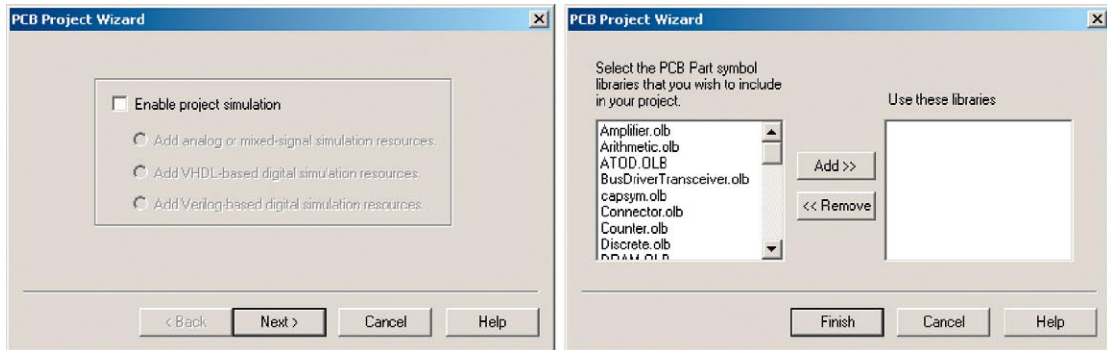 PCB Project Wizard
Enable project simulation
Add analog or mixed-signal simulation resources.
Add VHDL-based digital simulation resources.
Add Verilog-based digital simulation resources.
< Back
Next >
Cancel
Help
PCB Project Wizard
Select the PCB Part symbol
libraries that you wish to include
in your project.
Amplifier.olb
Arithmetic.olb
ATOD.OLB
BusDriverTransceiver.olb
capsym.olb
Connector.olb
Counter.olb
Discrete.olb
DRAM.OLB
Add >>
<< Remove
Use these libraries
Finish
Cancel
Help